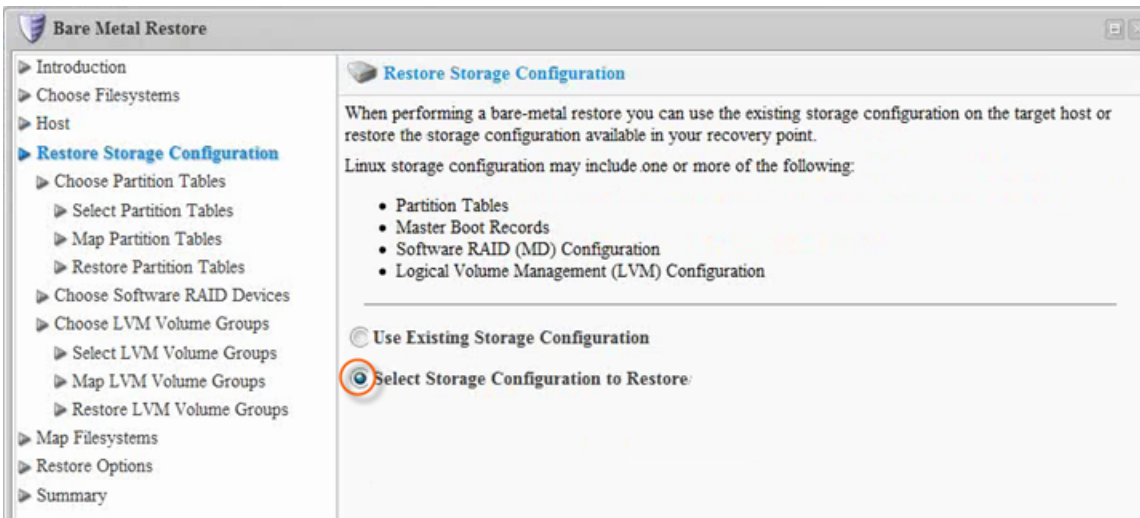 Bare Metal Restore
Introduction
Choose Filesystems
Host
Restore Storage Configuration
Choose Partition Tables
Select Partition Tables
Map Partition Tables
Restore Partition Tables
Choose Software RAID Devices
Choose LVM Volume Groups
Select LVM Volume Groups
Map LVM Volume Groups
Restore LVM Volume Groups
Map Filesystems
Restore Options
Summary
Restore Storage Configuration
When performing a bare-metal restore you can use the existing storage configuration on the target host or
restore the storage configuration available in your recovery point.
Linux storage configuration may include one or more of the following:
• Partition Tables
• Master Boot Records
• Software RAID (MD) Configuration
• Logical Volume Management (LVM) Configuration
Use Existing Storage Configuration
Select Storage Configuration to Restore